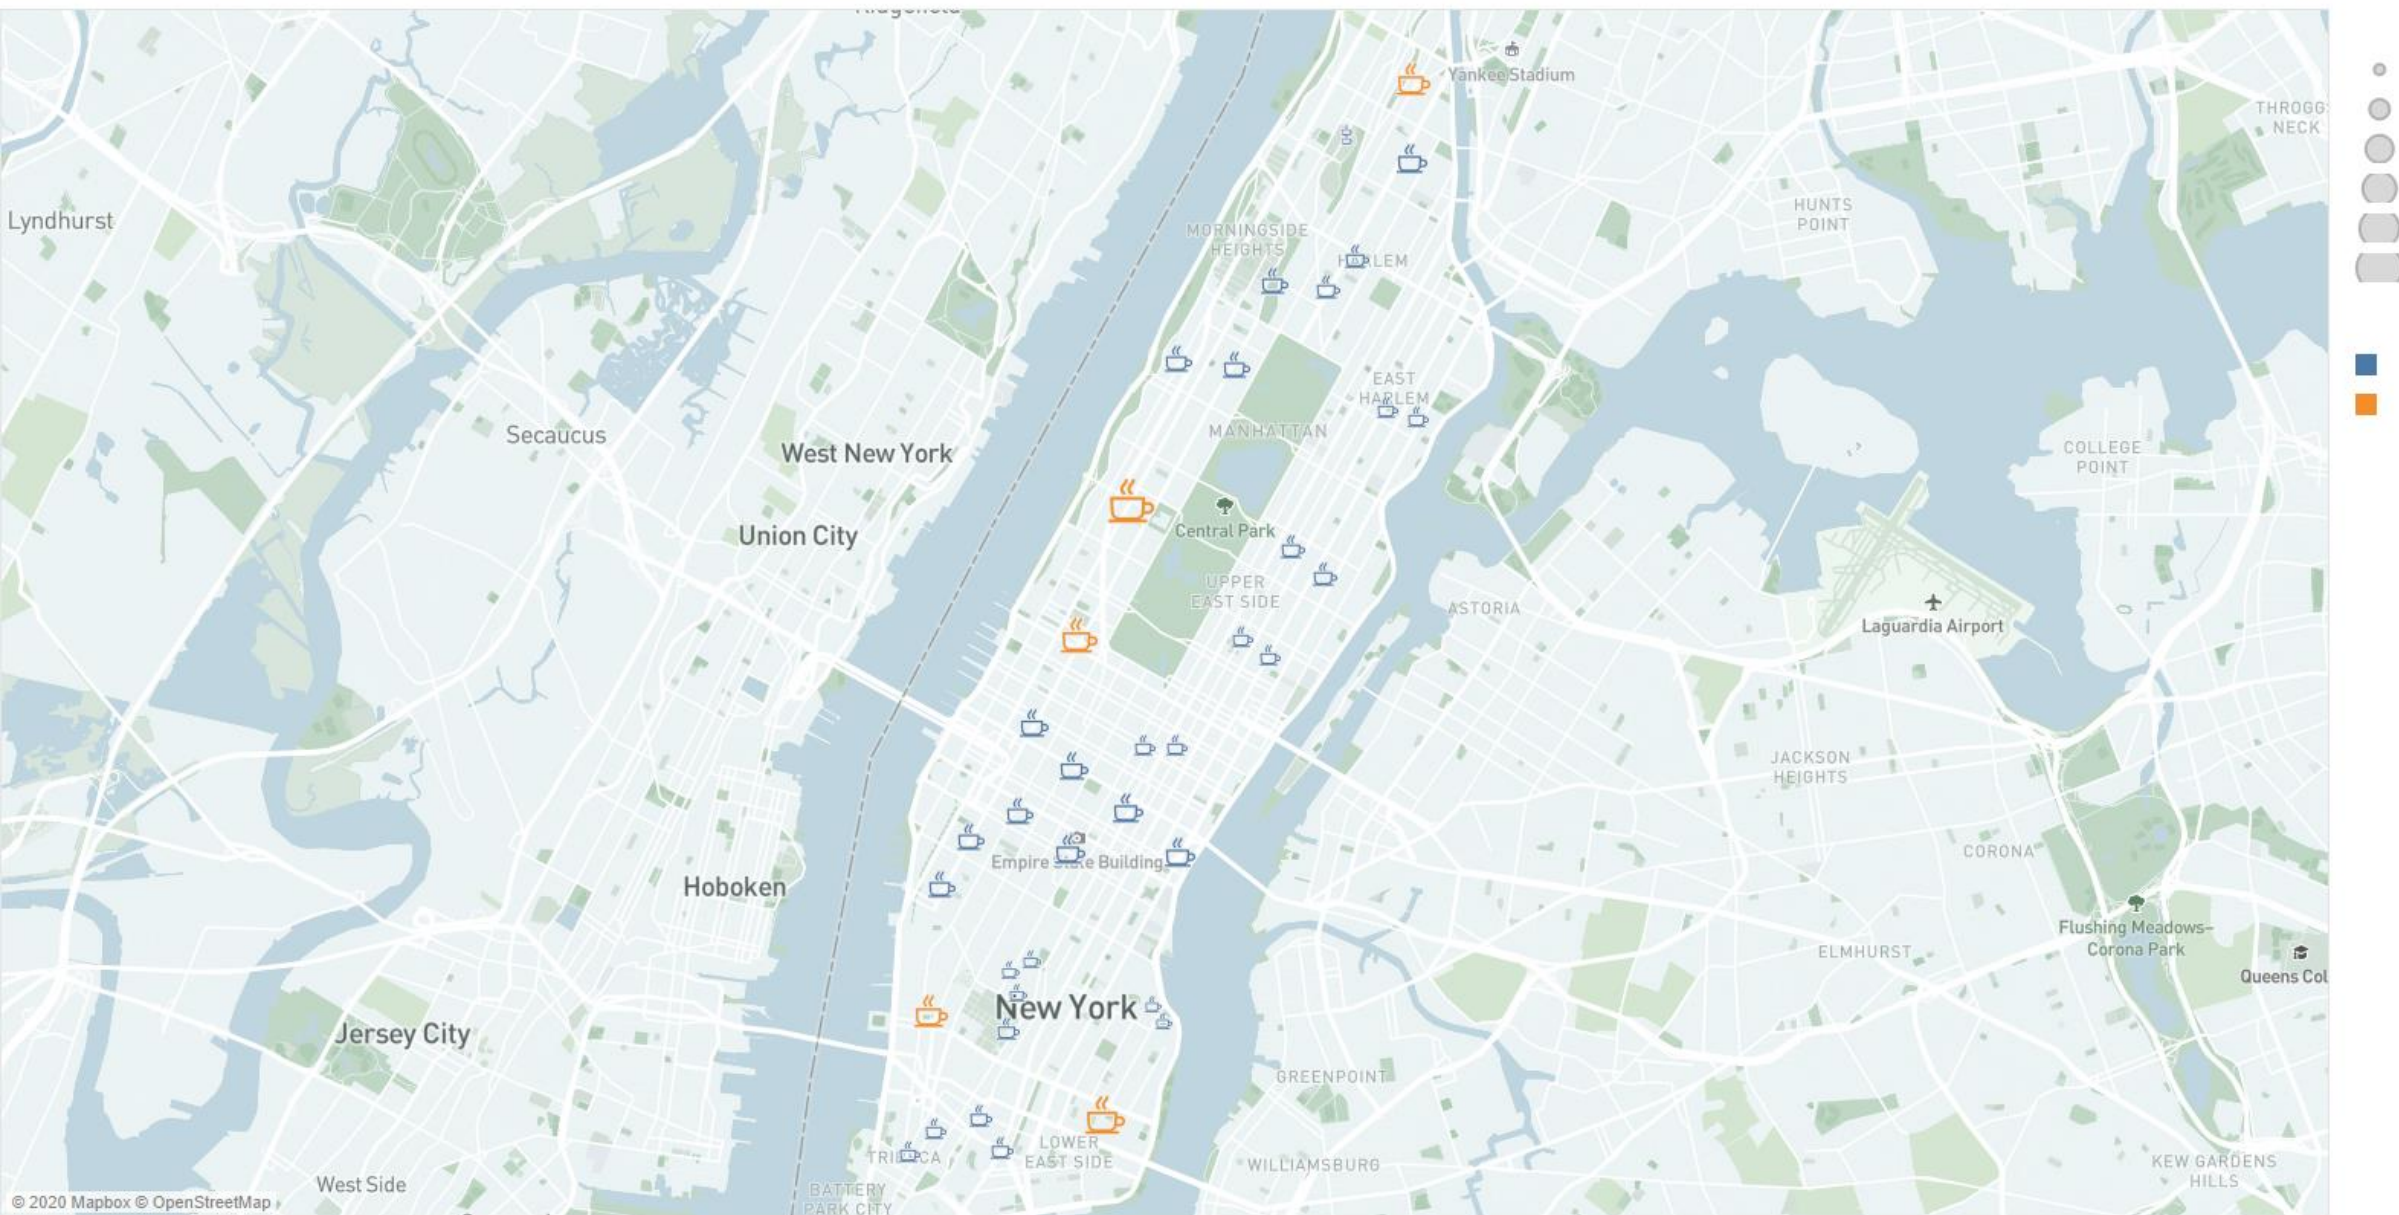 Yankee Stadium
THROGG
NECK
Lyndhurst
HUNTS
POINT
MORNINGSIDE
HEIGHTS
EAST
HARLEM
MANHATTAN
Secaucus
West New York
COLLEGE
POINT
Central Park
Union City
UPPER
EAST SIDE
ASTORIA
Laguardia Airport
JACKSON
HEIGHTS
CORONA
Hoboken
Flushing Meadows–
Corona Park
ELMHURST
Queens Col
New York
Jersey City
GREENPOINT
LOWER
EAST SIDE
WILLIAMSBURG
KEW GARDENS
HILLS
West Side
BATTERY
PARK CITY
© 2020 Mapbox © OpenStreetMap